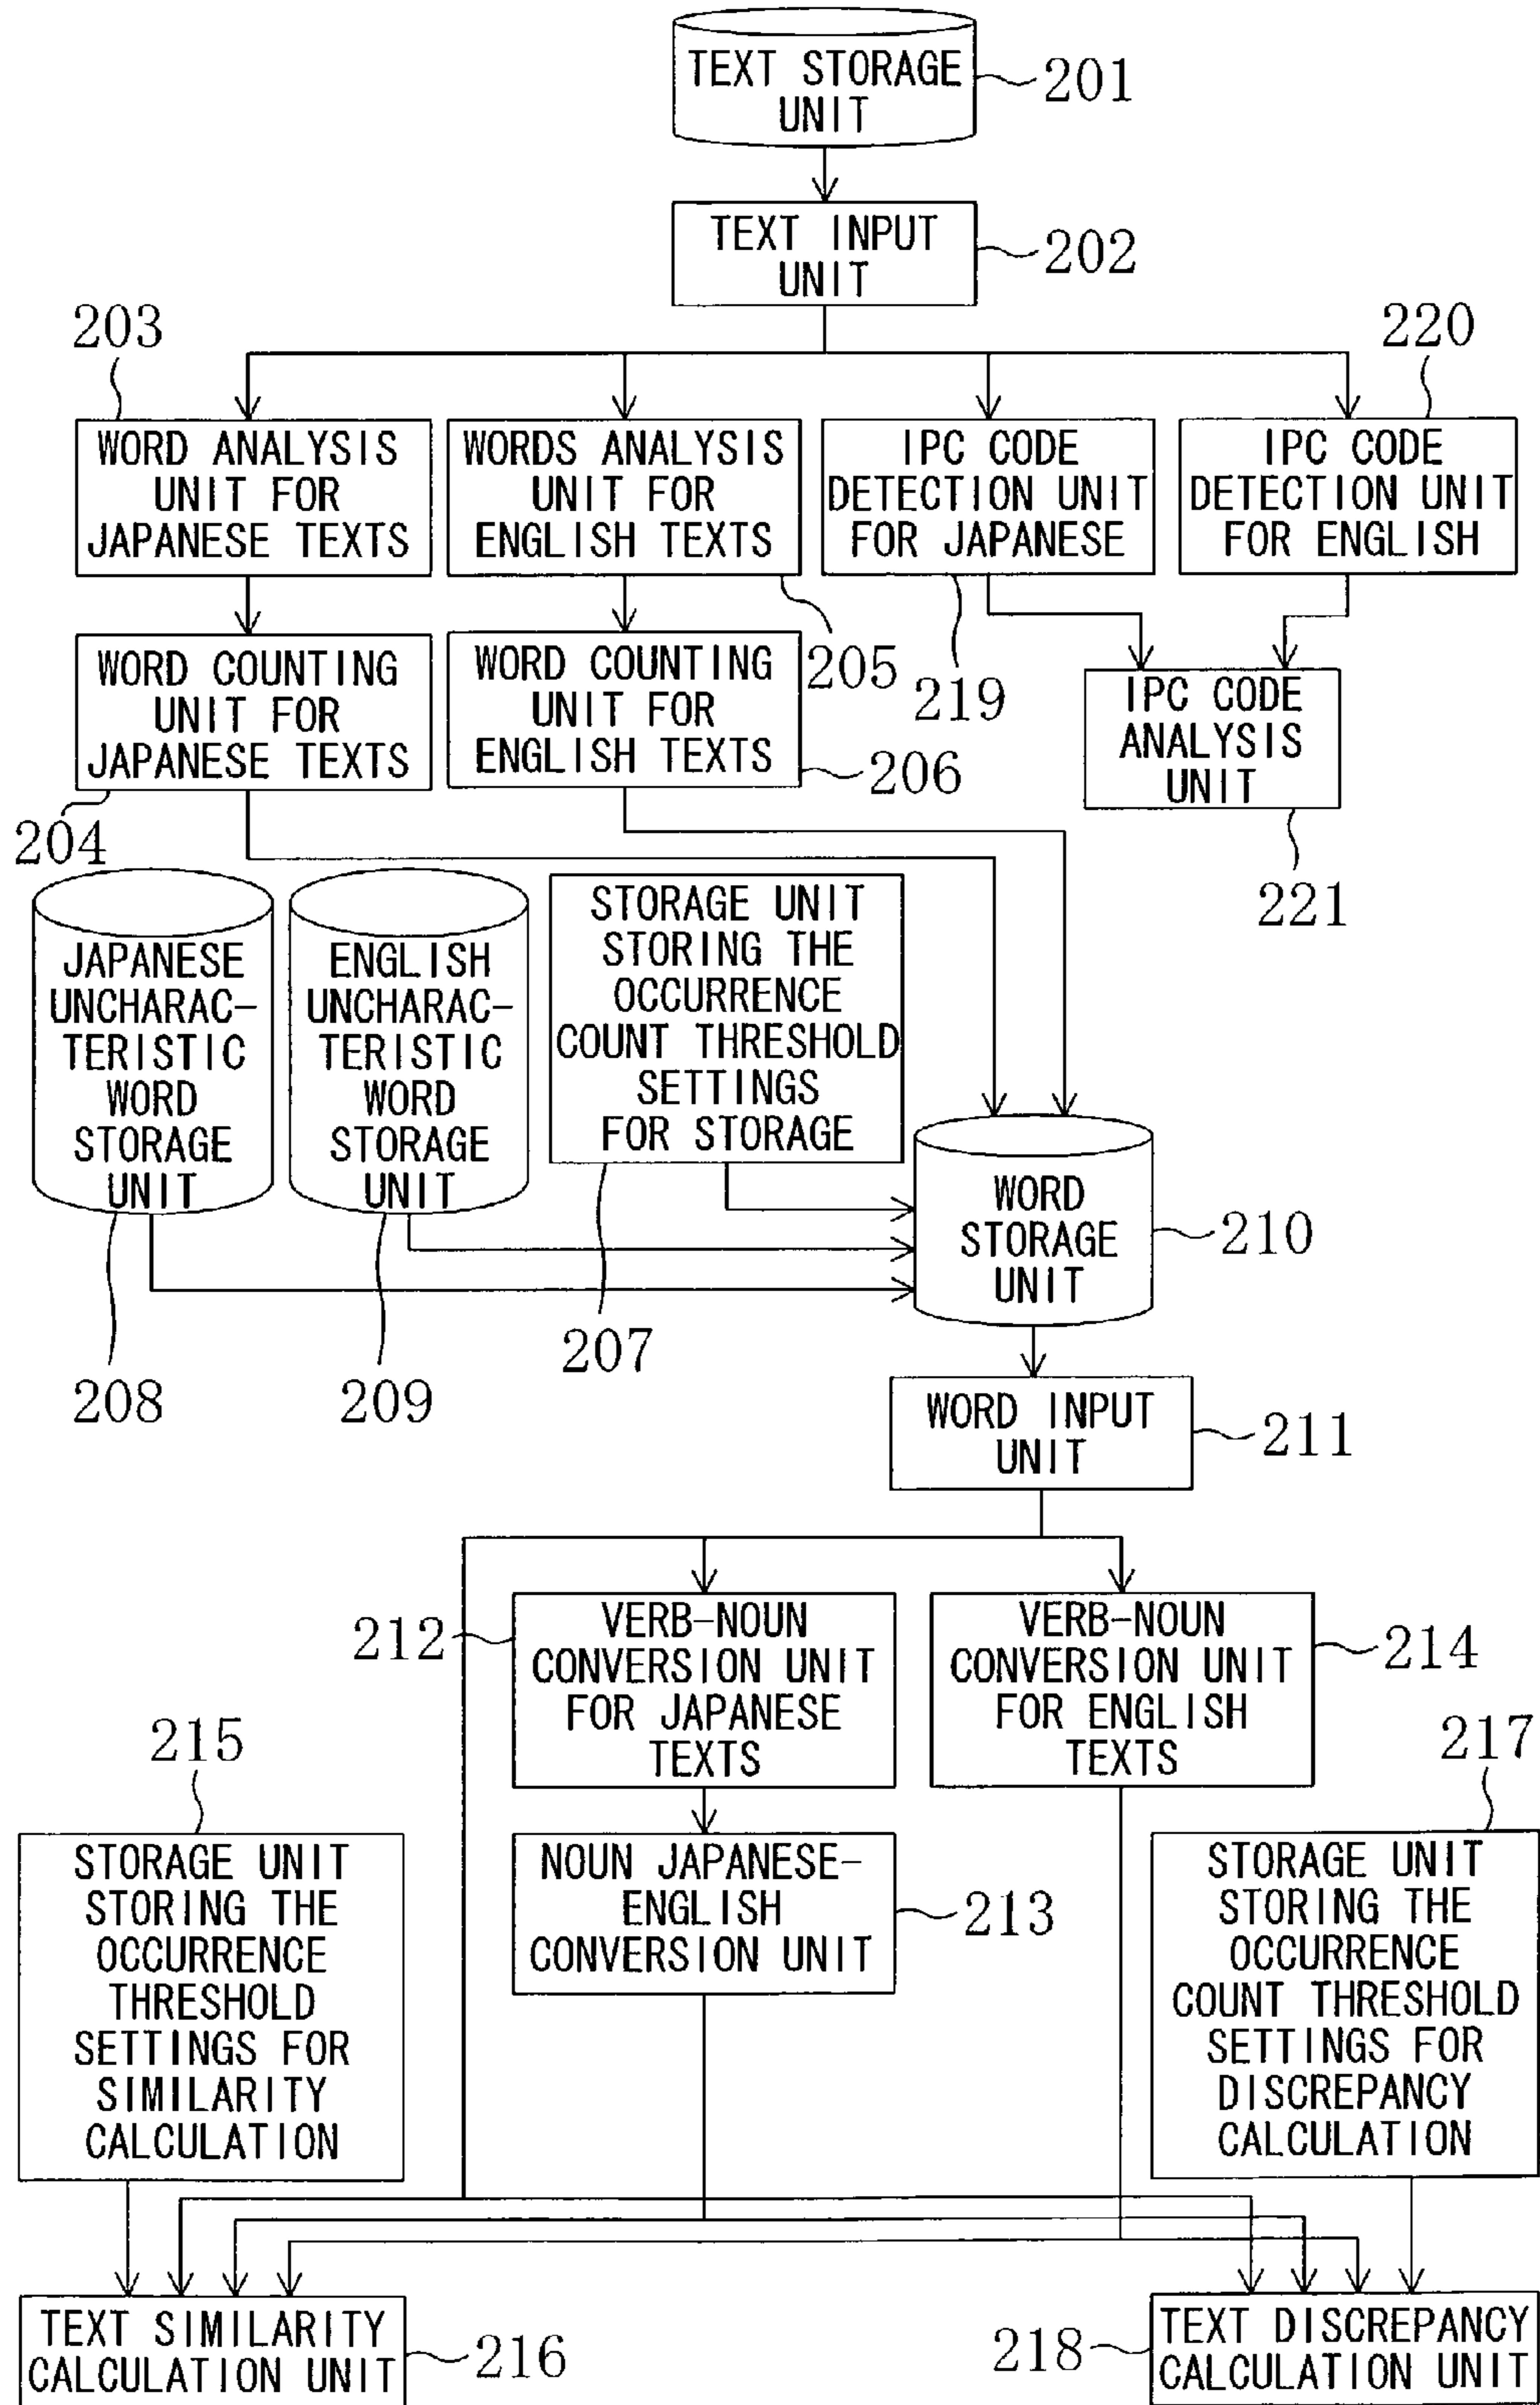 TEXT STORAGE
UNIT
201
TEXT INPUT
UNIT
202
203
220
WORD ANALYSIS
UNIT FOR
JAPANESE TEXTS
WORDS ANALYSIS
UNIT FOR
ENGLISH TEXTS
IPC CODE
DETECTION UNIT
FOR JAPANESE
IPC CODE
DETECTION UNIT
FOR ENGLISH
WORD COUNTING
UNIT FOR
JAPANESE TEXTS
WORD COUNTING
UNIT FOR
ENGLISH TEXTS
205
219
IPC CODE
ANALYSIS
UNIT
206
204
221
JAPANESE
UNCHARAC-
TERISTIC
WORD
STORAGE
UNIT
ENGLISH
UNCHARAC-
TERISTIC
WORD
STORAGE
UNIT
STORAGE UNIT
STORING THE
OCCURRENCE
COUNT THRESHOLD
SETTINGS
FOR STORAGE
WORD
STORAGE
UNIT
210
207
208
209
WORD INPUT
UNIT
211
212
VERB-NOUN
CONVERSION UNIT
FOR JAPANESE
TEXTS
VERB-NOUN
CONVERSION UNIT
FOR ENGLISH
TEXTS
214
215
217
STORAGE UNIT
STORING THE
OCCURRENCE
THRESHOLD
SETTINGS FOR
SIMILARITY
CALCULATION
NOUN JAPANESE-
ENGLISH
CONVERSION UNIT
213
STORAGE UNIT
STORING THE
OCCURRENCE
COUNT THRESHOLD
SETTINGS FOR
DISCREPANCY
CALCULATION
TEXT SIMILARITY
CALCULATION UNIT
216
218
TEXT DISCREPANCY
CALCULATION UNIT